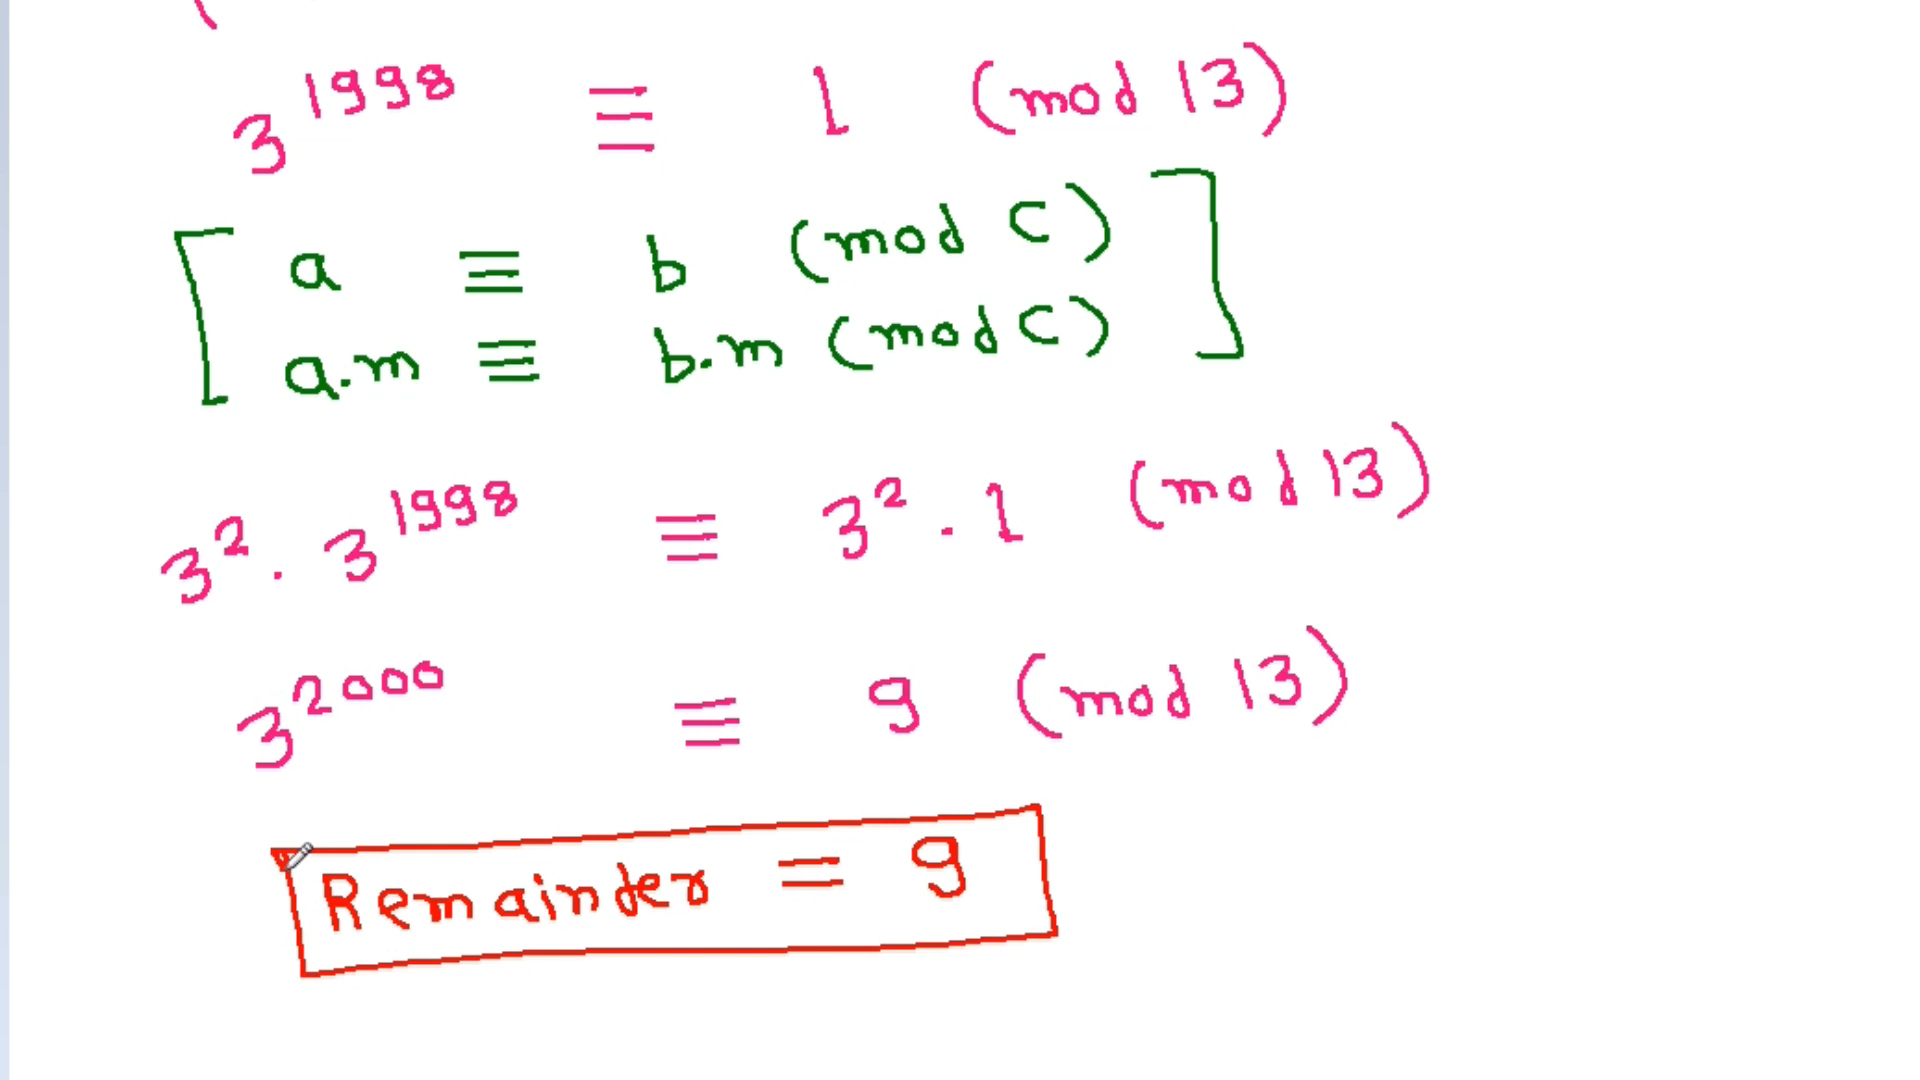 3^1998 ≡ 1 (mod 13)
a ≡ b (mod C)
a.m ≡ b.m (mod C)
3^2 . 3^1998 ≡ 3^2 . 1 (mod 13)
3^2000 ≡ 9 (mod 13)
Remainder = 9